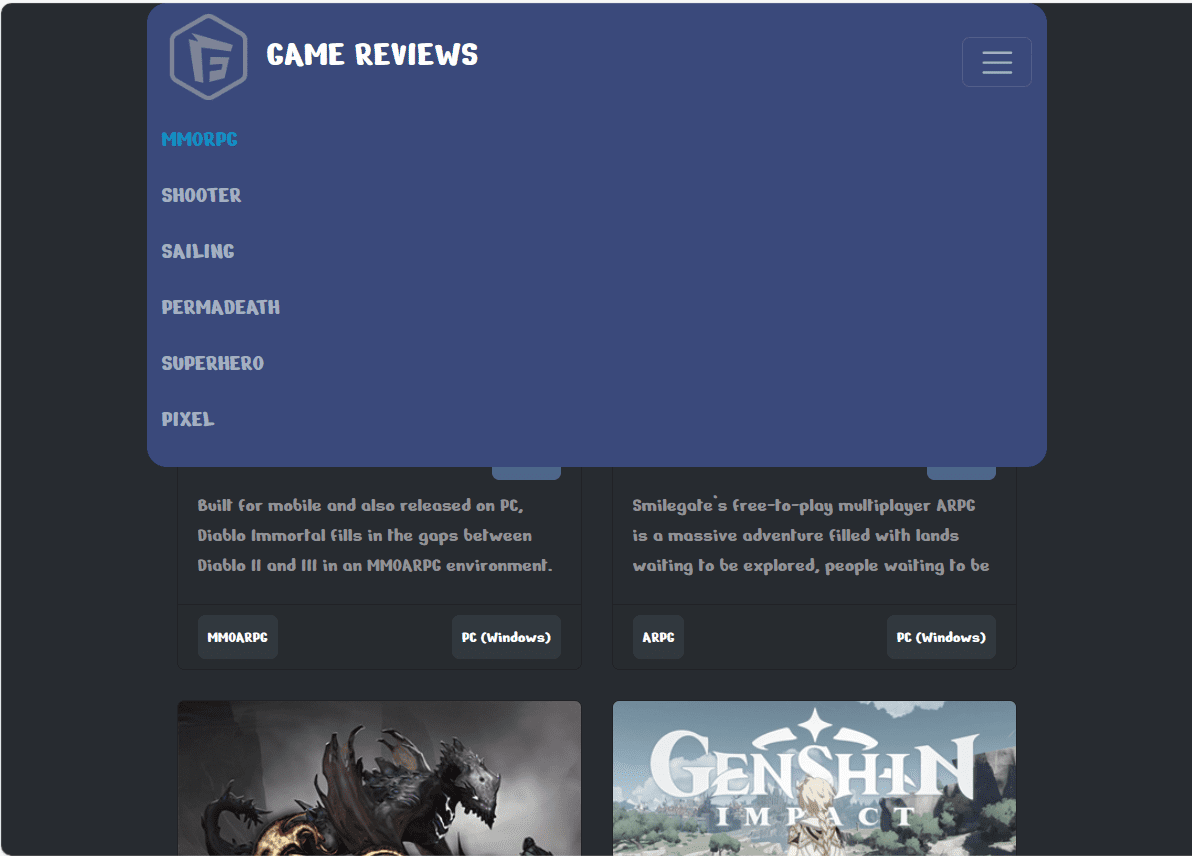 GAME REVIEWS
MMORPG
SHOOTER
SAILING
PERMADEATH
SUPERHERO
PIXEL
Built for mobile and also released on PC,
Diablo Immortal fills in the gaps between
Diablo II and III in an MMOARPG environment.
MMOARPG
PC (Windows)
Smilegate's free-to-play multiplayer ARPG
is a massive adventure filled with lands
waiting to be explored, people waiting to be
ARPG
PC (Windows)
GENSHIN
IMPACT